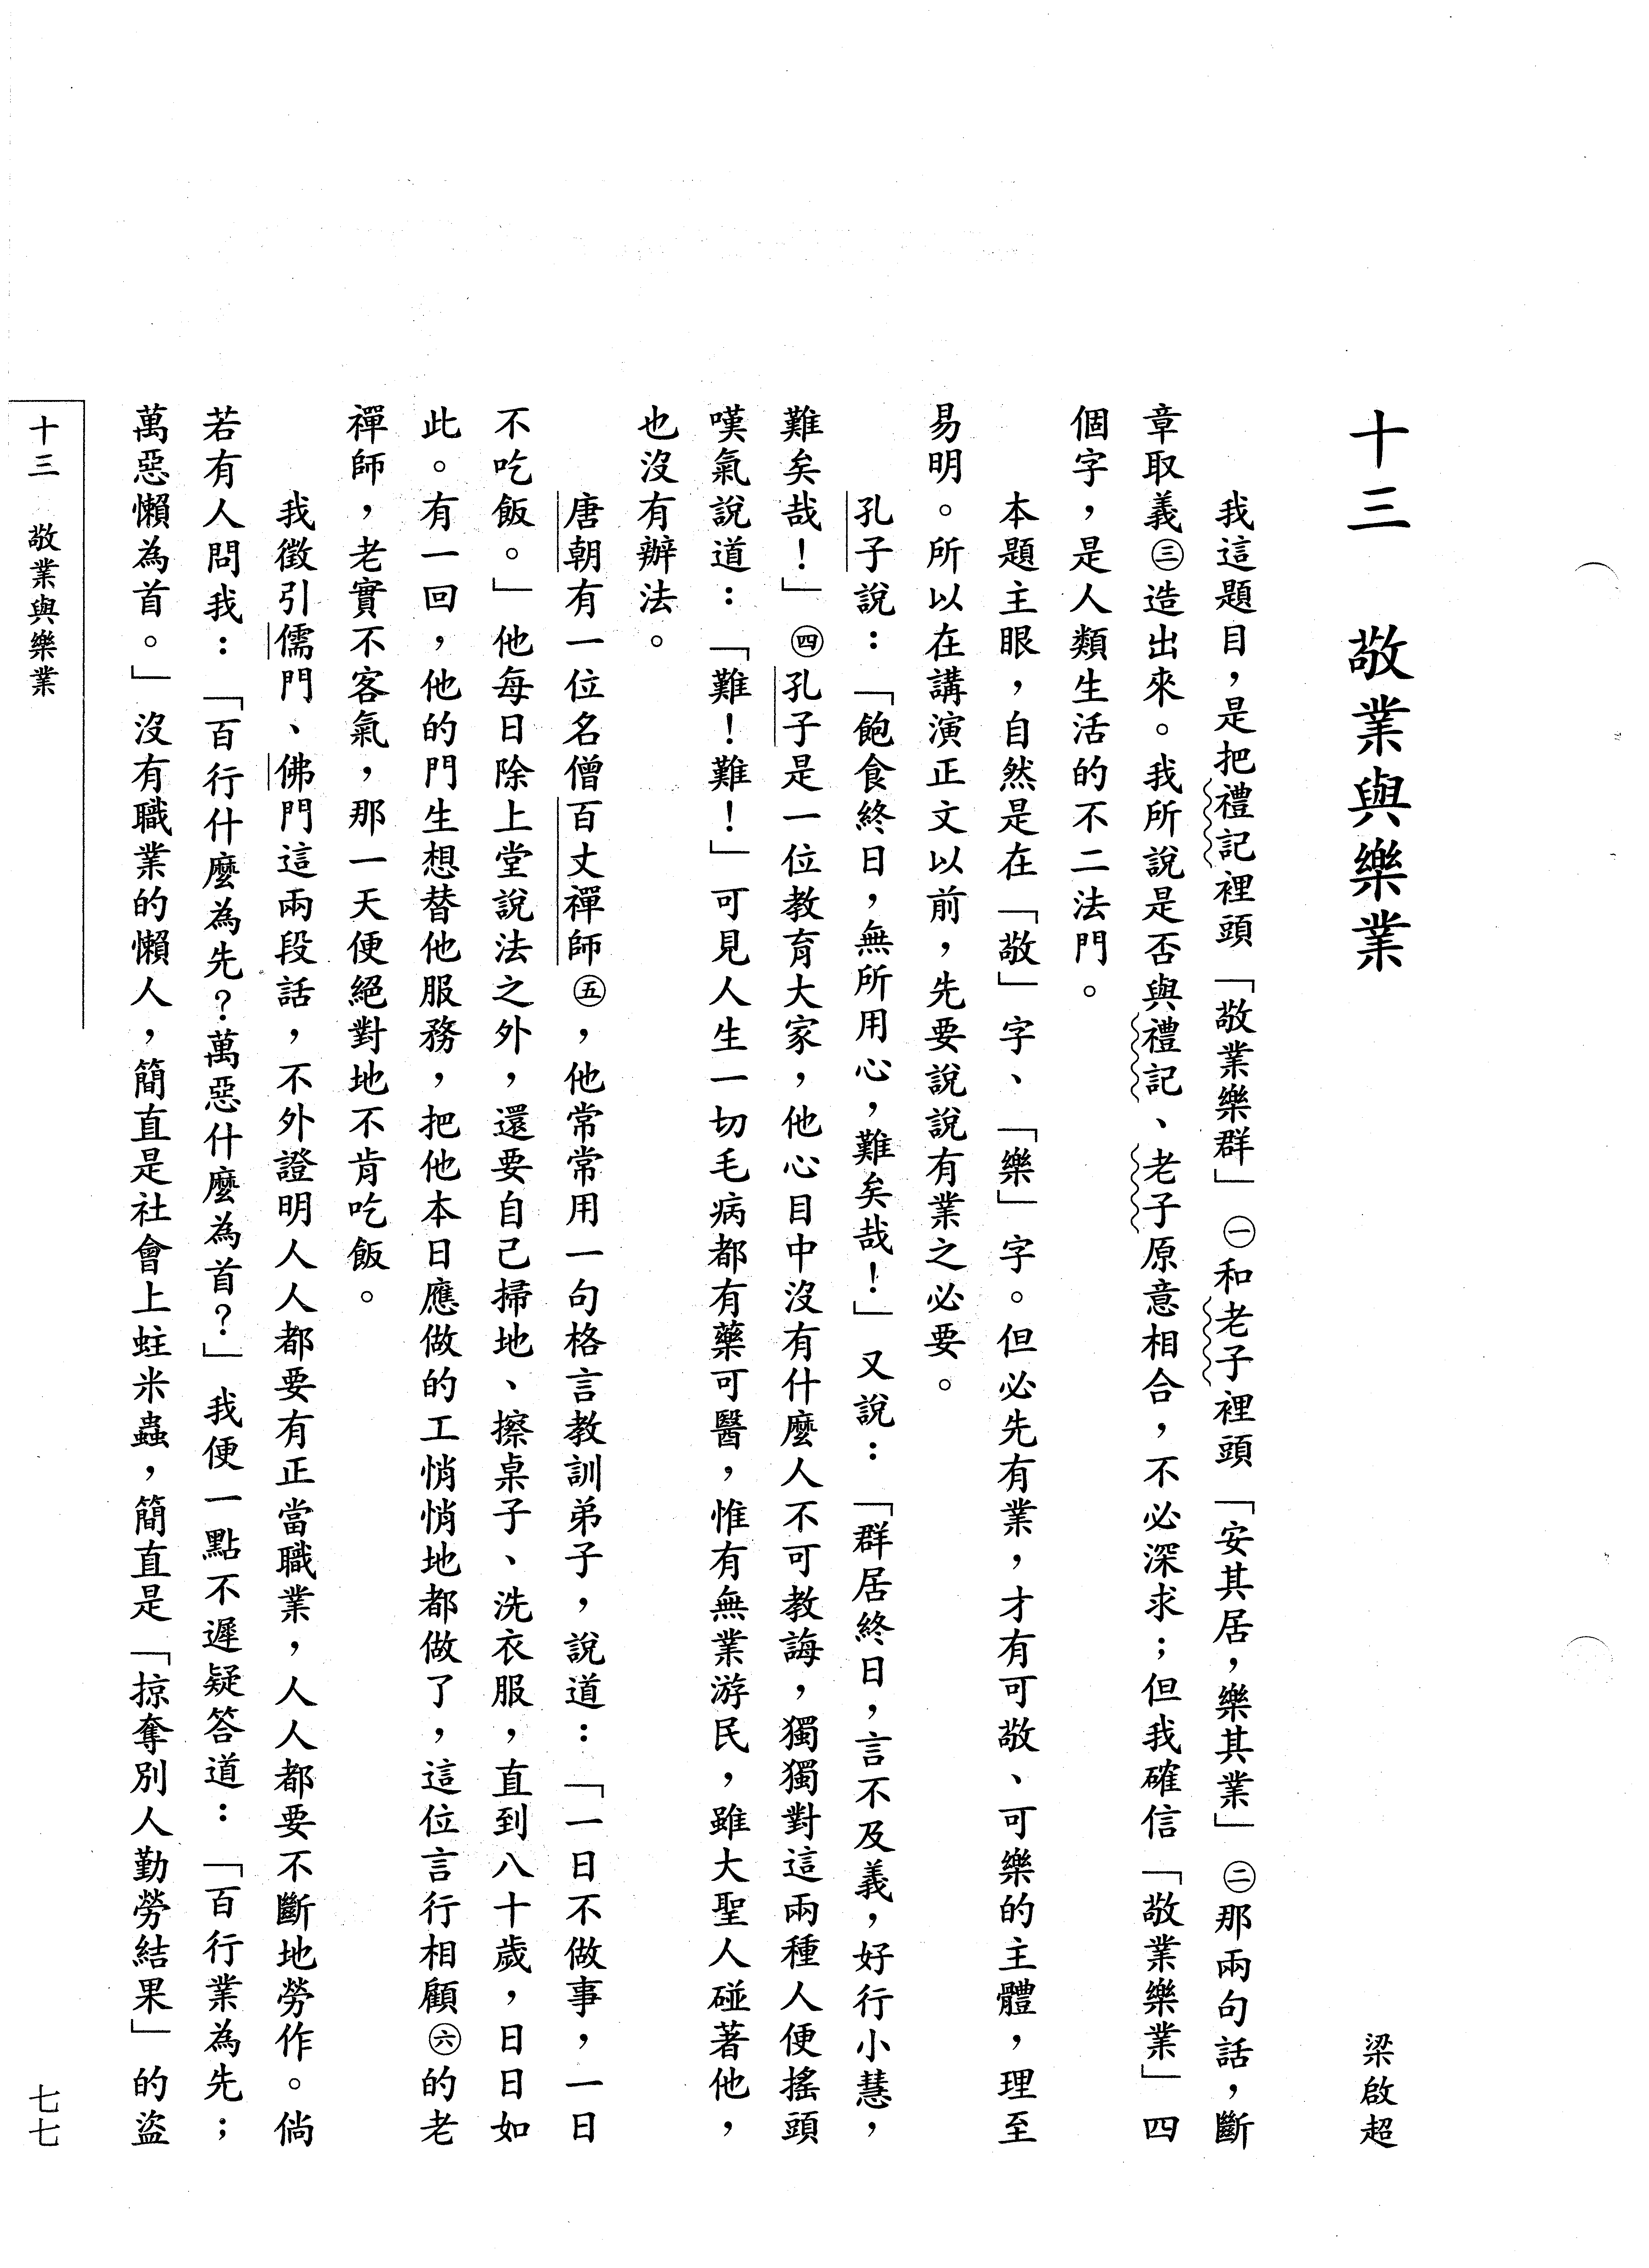 十三　敬業與樂業
梁啟超
我這題目，是把禮記裡頭「敬業樂群」㊀和老子裡頭「安其居，樂其業」㊁那兩句話，斷
章取義㊂造出來。我所說是否與禮記、老子原意相合，不必深求；但我確信「敬業樂業」四
個字，是人類生活的不二法門。
本題主眼，自然是在「敬」字、「樂」字。但必先有業，才有可敬、可樂的主體，理至
易明。所以在講演正文以前，先要說說有業之必要。
孔子說：「飽食終日，無所用心，難矣哉！」又說：「群居終日，言不及義，好行小慧，
難矣哉！」㊃孔子是一位教育大家，他心目中沒有什麼人不可教誨，獨獨對這兩種人便搖頭
嘆氣說道：「難！難！」可見人生一切毛病都有藥可醫，惟有無業游民，雖大聖人碰著他，
也沒有辦法。
唐朝有一位名僧百丈禪師㊄，他常常用一句格言教訓弟子，說道：「一日不做事，一日
不吃飯。」他每日除上堂說法之外，還要自己掃地、擦桌子、洗衣服，直到八十歲，日日如
此。有一回，他的門生想替他服務，把他本日應做的工悄悄地都做了，這位言行相顧㊅的老
禪師，老實不客氣，那一天便絕對地不肯吃飯。
我徵引儒門、佛門這兩段話，不外證明人人都要有正當職業，人人都要不斷地勞作。倘
若有人問我：「百行什麼為先？萬惡什麼為首？」我便一點不遲疑答道：「百行業為先；
萬惡懶為首。」沒有職業的懶人，簡直是社會上蛀米蟲，簡直是「掠奪別人勤勞結果」的盜
十三　敬業與樂業
七七